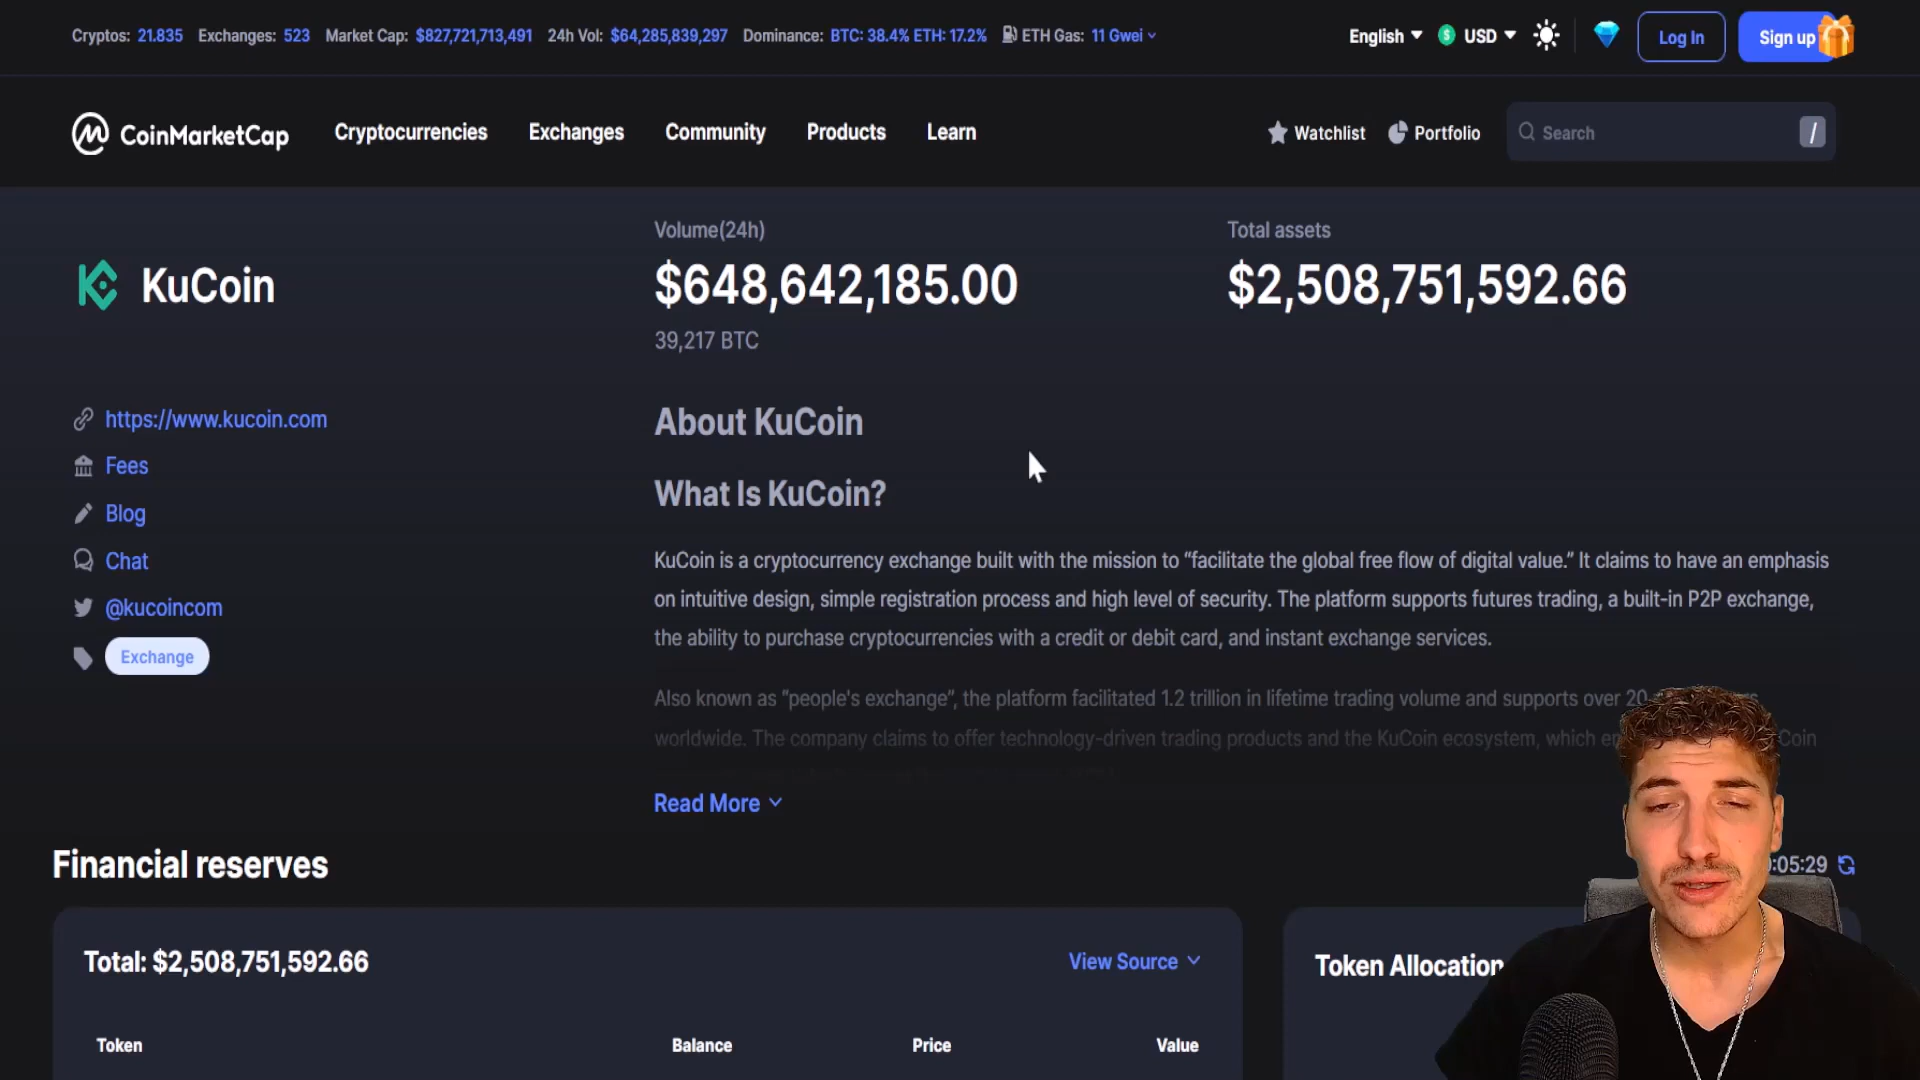 Cryptos: 21.835 Exchanges: 523 Market Cap: $827,721,713,491 24h Vol: $64,285,839,297 Dominance: BTC: 38.4% ETH: 17.2% ETH Gas: 11 Gwei
English USD Log In Sign up
CoinMarketCap Cryptocurrencies Exchanges Community Products Learn Watchlist Portfolio Search /
Volume(24h) Total assets
KuCoin $648,642,185.00 $2,508,751,592.66
39,217 BTC
https://www.kucoin.com
Fees
Blog
Chat
@kucoincom
Exchange
About KuCoin
What Is KuCoin?
KuCoin is a cryptocurrency exchange built with the mission to “facilitate the global free flow of digital value.” It claims to have an emphasis
on intuitive design, simple registration process and high level of security. The platform supports futures trading, a built-in P2P exchange,
the ability to purchase cryptocurrencies with a credit or debit card, and instant exchange services.
Also known as “people's exchange”, the platform facilitated 1.2 trillion in lifetime trading volume and supports over 20
worldwide. The company claims to offer technology-driven trading products and the KuCoin ecosystem, which Coin
Read More
Financial reserves :05:29
Total: $2,508,751,592.66 View Source
Token Allocation
Token Balance Price Value